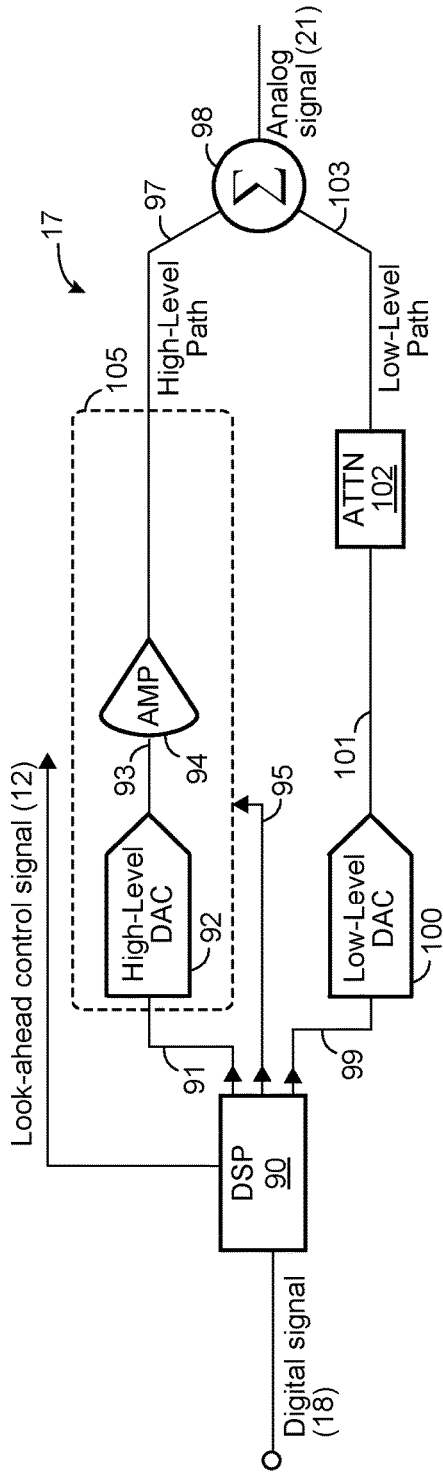 17
Look-ahead control signal (12)
105
High-Level
DAC
92
93
AMP
94
High-Level
Path
97
98
Σ
Analog
signal (21)
91
95
DSP
90
Digital signal
(18)
99
Low-Level
DAC
100
101
ATTN
102
Low-Level
Path
103